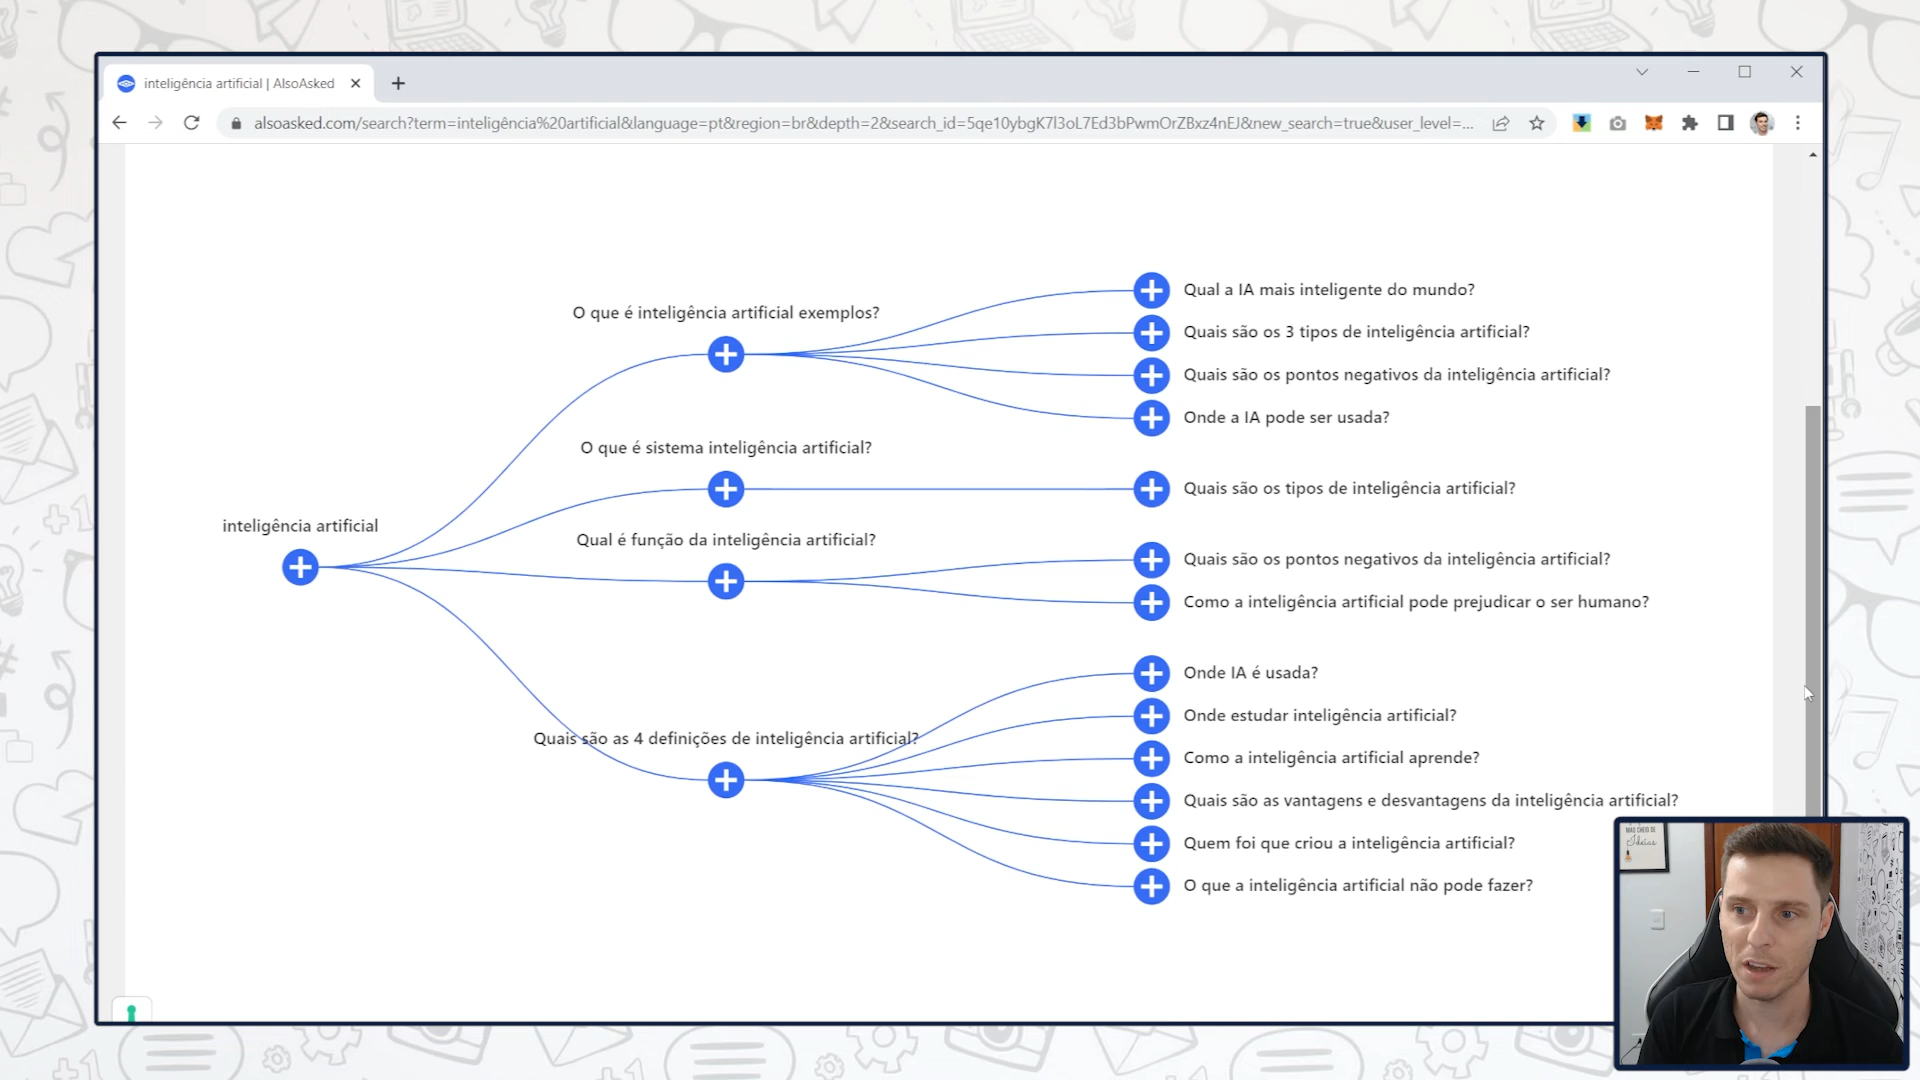 inteligência artificial | AlsoAsked
alsoasked.com/search?term=inteligência%20artificial&language=pt&region=br&depth=2&search_id=5qe10ybgK7l3oL7Ed3bPwmOrZBxz4nEJ&new_search=true&user_level=...
inteligência artificial
O que é inteligência artificial exemplos?
Qual a IA mais inteligente do mundo?
Quais são os 3 tipos de inteligência artificial?
Quais são os pontos negativos da inteligência artificial?
Onde a IA pode ser usada?
O que é sistema inteligência artificial?
Quais são os tipos de inteligência artificial?
Qual é função da inteligência artificial?
Quais são os pontos negativos da inteligência artificial?
Como a inteligência artificial pode prejudicar o ser humano?
Quais são as 4 definições de inteligência artificial?
Onde IA é usada?
Onde estudar inteligência artificial?
Como a inteligência artificial aprende?
Quais são as vantagens e desvantagens da inteligência artificial?
Quem foi que criou a inteligência artificial?
O que a inteligência artificial não pode fazer?
CHEIO DE
Ideias
+1
+1
+1